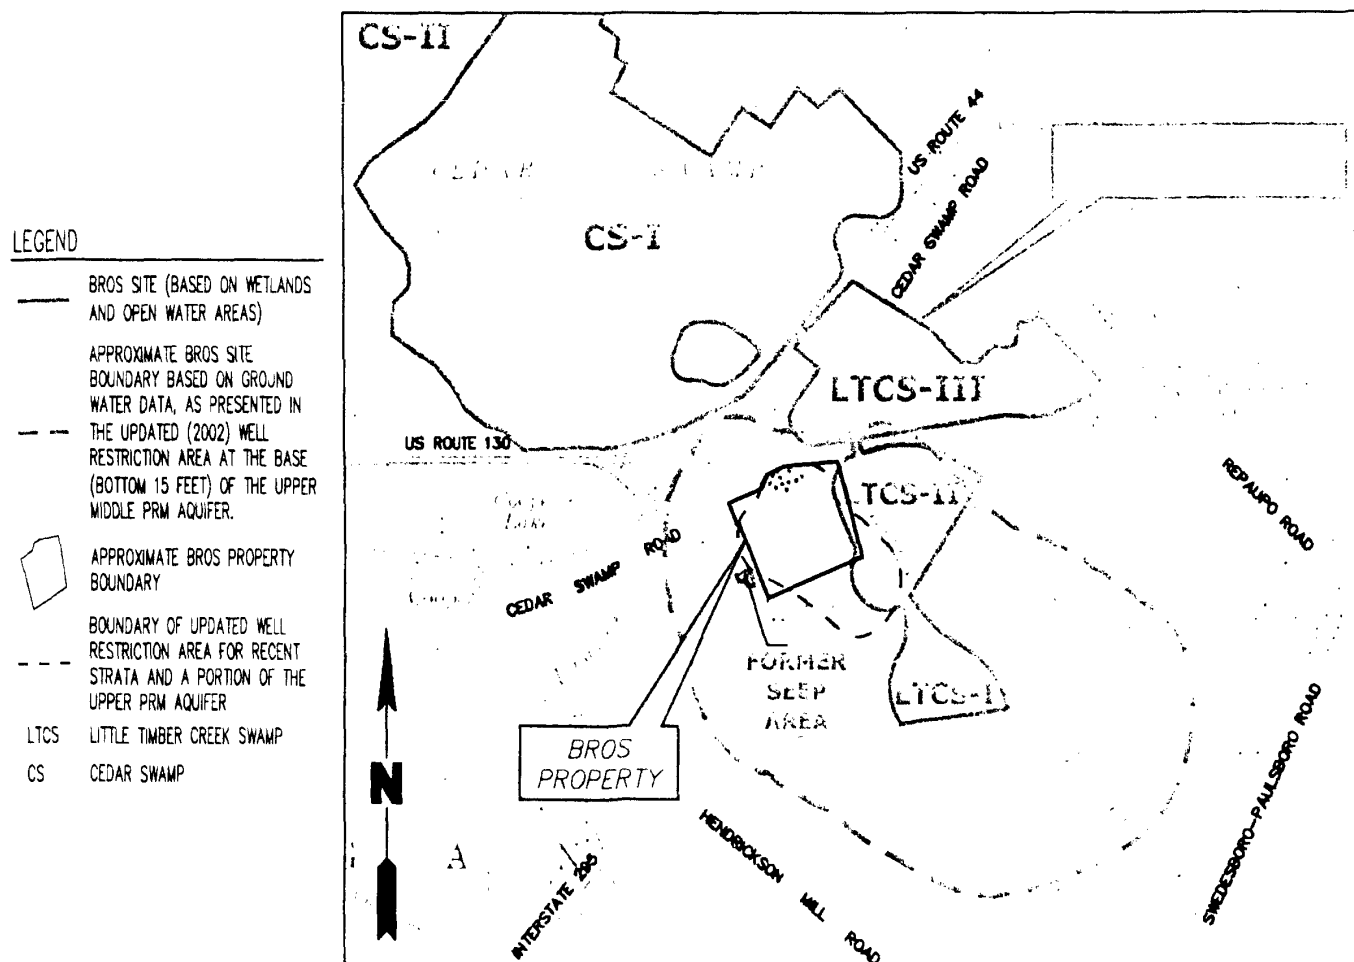 LEGEND
BROS SITE (BASED ON WETLANDS
AND OPEN WATER AREAS)
APPROXIMATE BROS SITE
BOUNDARY BASED ON GROUND
WATER DATA, AS PRESENTED IN
THE UPDATED (2002) WELL
RESTRICTION AREA AT THE BASE
(BOTTOM 15 FEET) OF THE UPPER
MIDDLE PRM AQUIFER.
APPROXIMATE BROS PROPERTY
BOUNDARY
BOUNDARY OF UPDATED WELL
RESTRICTION AREA FOR RECENT
STRATA AND A PORTION OF THE
UPPER PRM AQUIFER
LTCS LITTLE TIMBER CREEK SWAMP
CS CEDAR SWAMP
CS-II
CEDAR SWAMP
CS-I
US ROUTE 44
CEDAR SWAMP ROAD
LTCS-III
US ROUTE 130
LTCS-II
Lake
CEDAR SWAMP ROAD
REPAUPO ROAD
FORMER
SEEP
AREA
LTCS-I
BROS
PROPERTY
N
A
INTERSTATE 295
HENDRICKSON MILL ROAD
SWEDESBORO-PAULSBORO ROAD